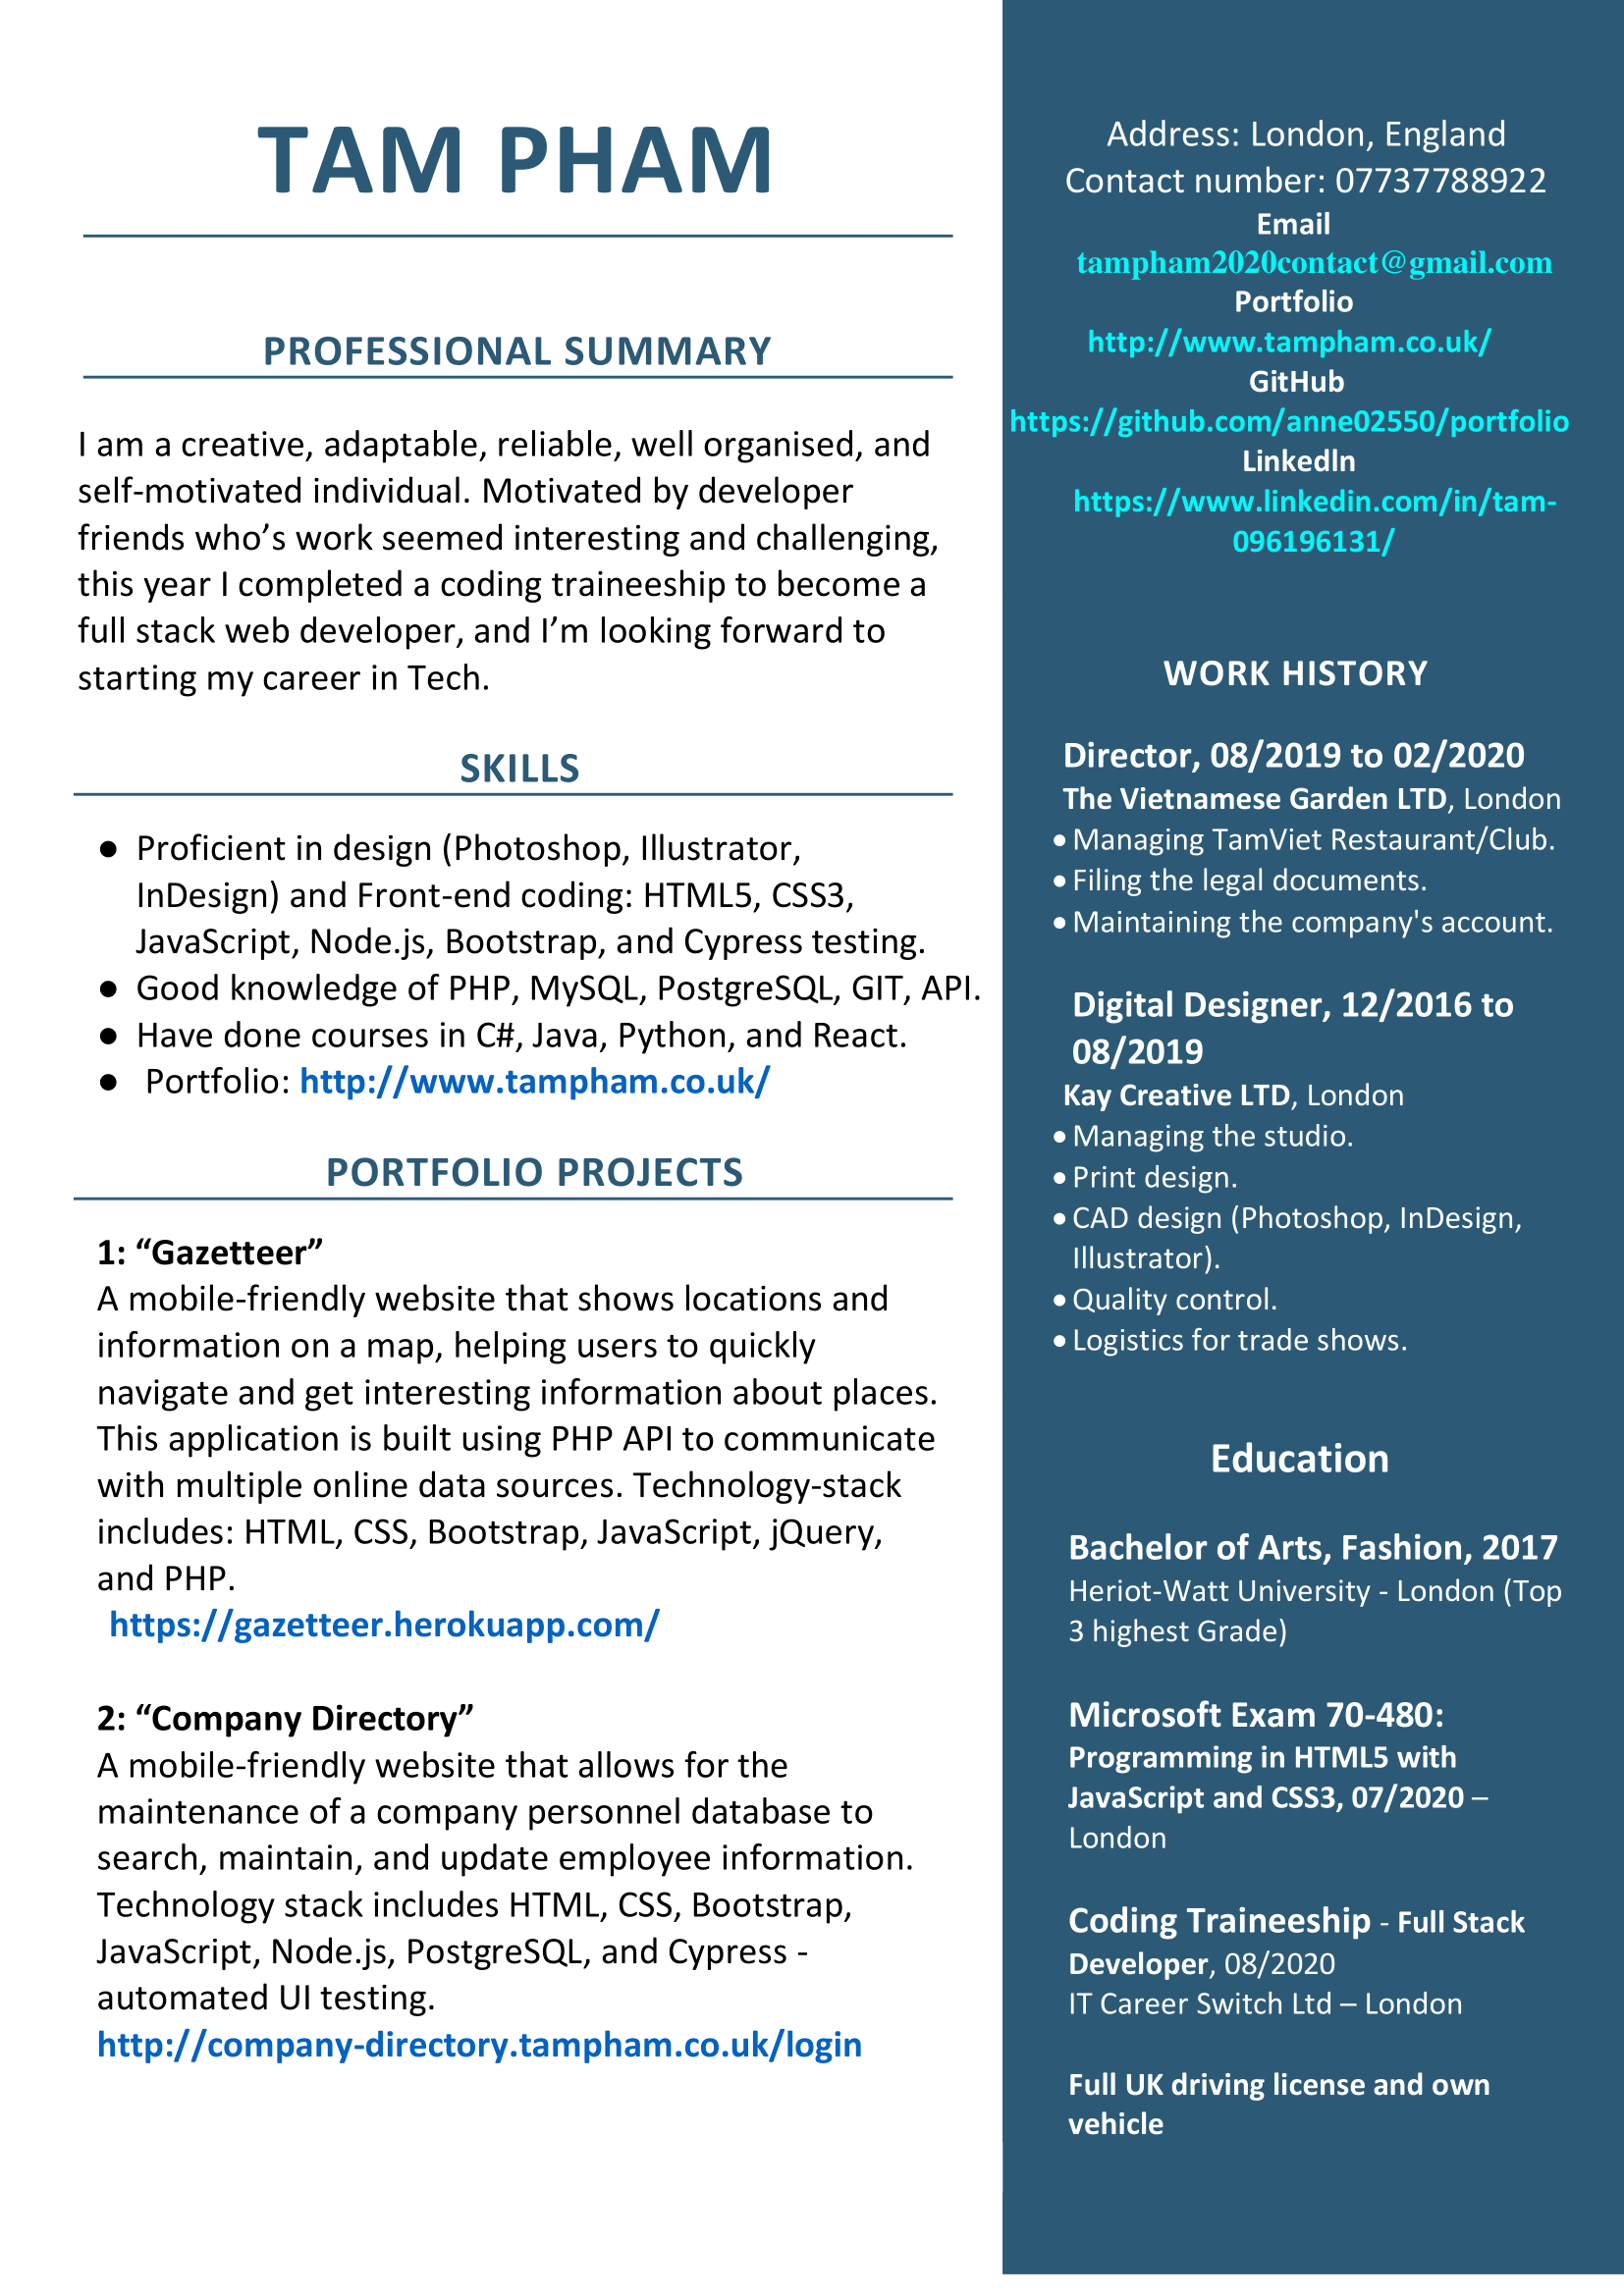 TAM PHAM
PROFESSIONAL SUMMARY
I am a creative, adaptable, reliable, well organised, and
self-motivated individual. Motivated by developer
friends who’s work seemed interesting and challenging,
this year I completed a coding traineeship to become a
full stack web developer, and I’m looking forward to
starting my career in Tech.
SKILLS
● Proficient in design (Photoshop, Illustrator,
InDesign) and Front-end coding: HTML5, CSS3,
JavaScript, Node.js, Bootstrap, and Cypress testing.
● Good knowledge of PHP, MySQL, PostgreSQL, GIT, API.
● Have done courses in C#, Java, Python, and React.
● Portfolio: http://www.tampham.co.uk/
PORTFOLIO PROJECTS
1: “Gazetteer”
A mobile-friendly website that shows locations and
information on a map, helping users to quickly
navigate and get interesting information about places.
This application is built using PHP API to communicate
with multiple online data sources. Technology-stack
includes: HTML, CSS, Bootstrap, JavaScript, jQuery,
and PHP.
https://gazetteer.herokuapp.com/
2: “Company Directory”
A mobile-friendly website that allows for the
maintenance of a company personnel database to
search, maintain, and update employee information.
Technology stack includes HTML, CSS, Bootstrap,
JavaScript, Node.js, PostgreSQL, and Cypress -
automated UI testing.
http://company-directory.tampham.co.uk/login
Address: London, England
Contact number: 07737788922
Email
tampham2020contact@gmail.com
Portfolio
http://www.tampham.co.uk/
GitHub
https://github.com/anne02550/portfolio
Linkedln
https://www.linkedin.com/in/tam-
096196131/
WORK HISTORY
Director, 08/2019 to 02/2020
The Vietnamese Garden LTD, London
• Managing TamViet Restaurant/Club.
• Filing the legal documents.
• Maintaining the company's account.
Digital Designer, 12/2016 to
08/2019
Kay Creative LTD, London
• Managing the studio.
• Print design.
• CAD design (Photoshop, InDesign,
Illustrator).
• Quality control.
• Logistics for trade shows.
Education
Bachelor of Arts, Fashion, 2017
Heriot-Watt University - London (Top
3 highest Grade)
Microsoft Exam 70-480:
Programming in HTML5 with
JavaScript and CSS3, 07/2020 –
London
Coding Traineeship - Full Stack
Developer, 08/2020
IT Career Switch Ltd – London
Full UK driving license and own
vehicle